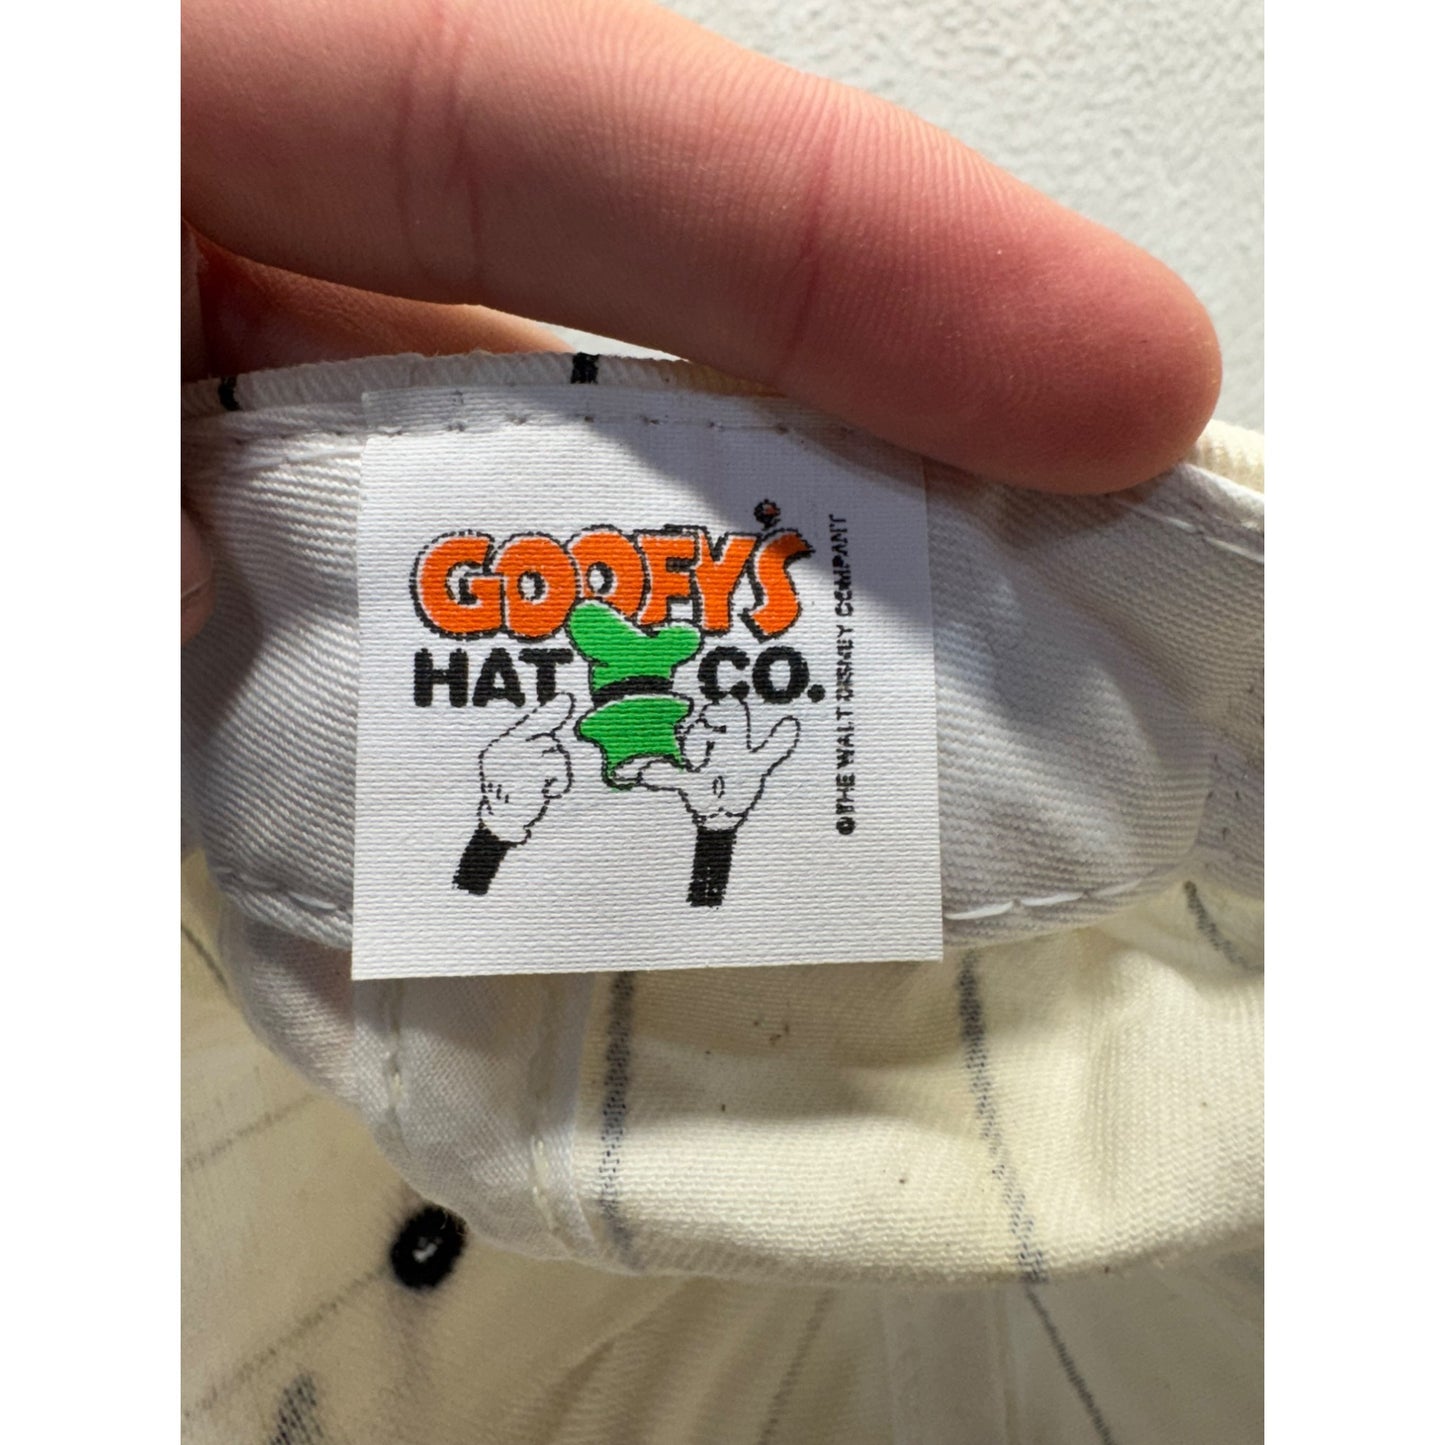 GOOFY'S
HAT CO.
©THE WALT DISNEY COMPANY